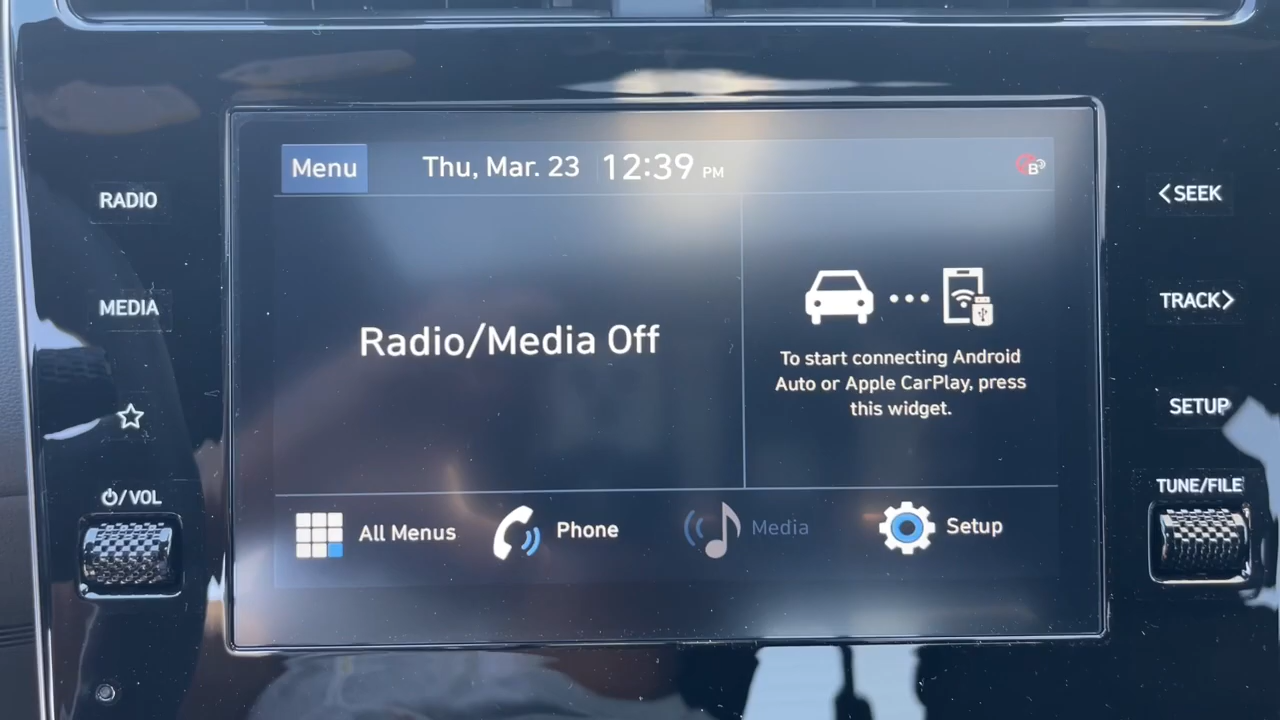 Menu
Thu, Mar. 23 12:39 PM
B
RADIO
MEDIA
/VOL
Radio/Media Off
To start connecting Android
Auto or Apple CarPlay, press
this widget.
All Menus
Phone
Media
Setup
<SEEK
TRACK>
SETUP
TUNE/FILE